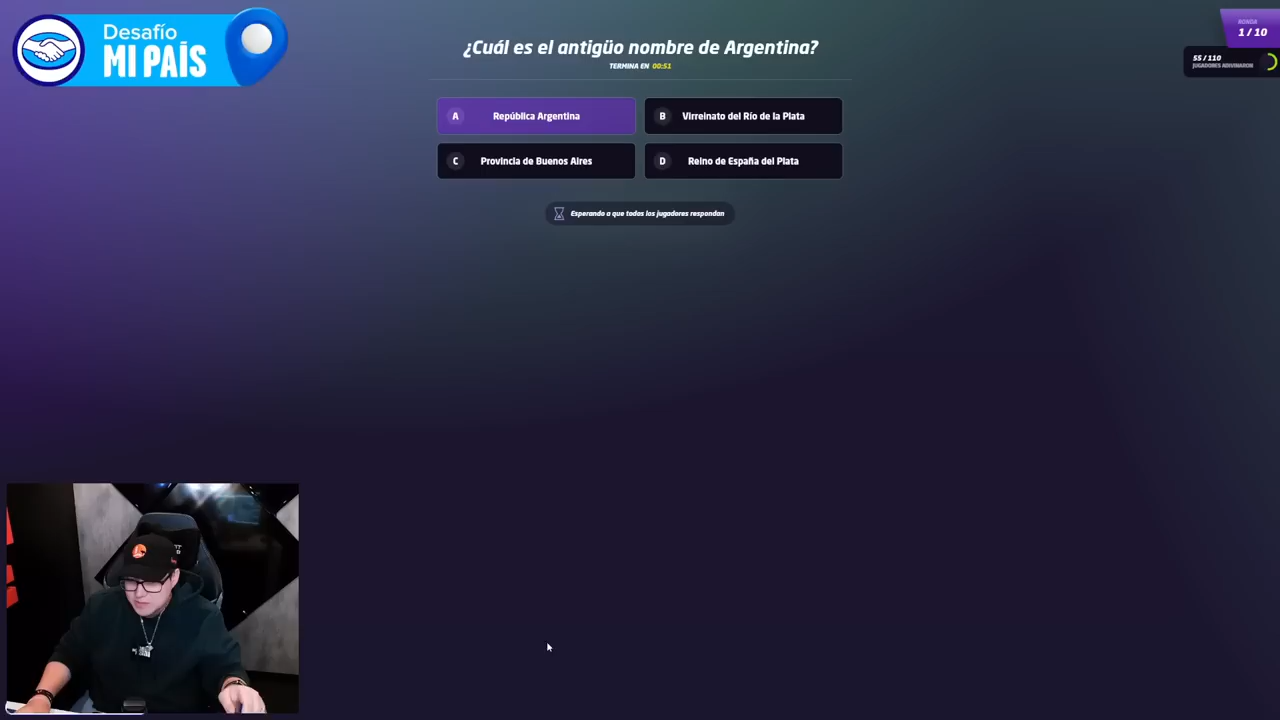 Desafío
MI PAÍS
RONDA
1 / 10
55 / 110
JUGADORES ADIVINARON
¿Cuál es el antigüo nombre de Argentina?
TERMINA EN 00:51
A República Argentina
B Virreinato del Río de la Plata
C Provincia de Buenos Aires
D Reino de España del Plata
Esperando a que todos los jugadores respondan